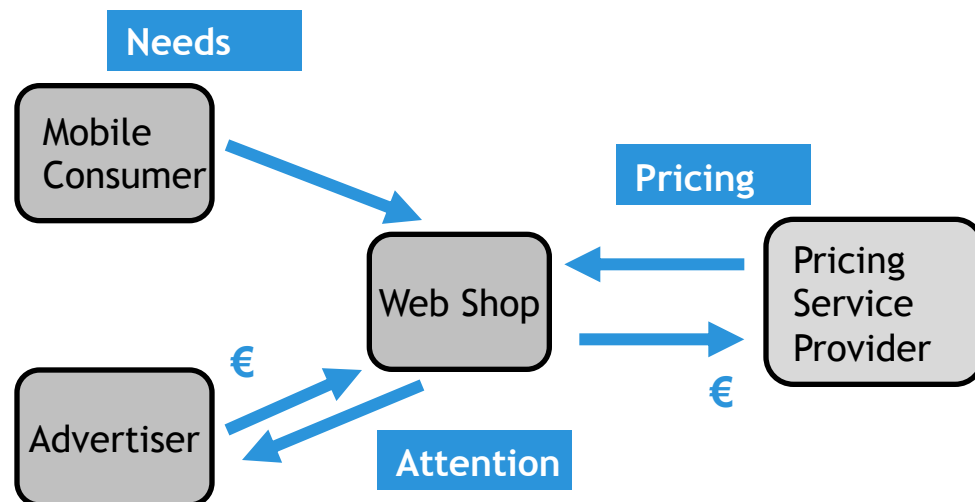 Needs
Mobile
Consumer
Pricing
Web Shop
Pricing
Service
Provider
€
€
Advertiser
Attention